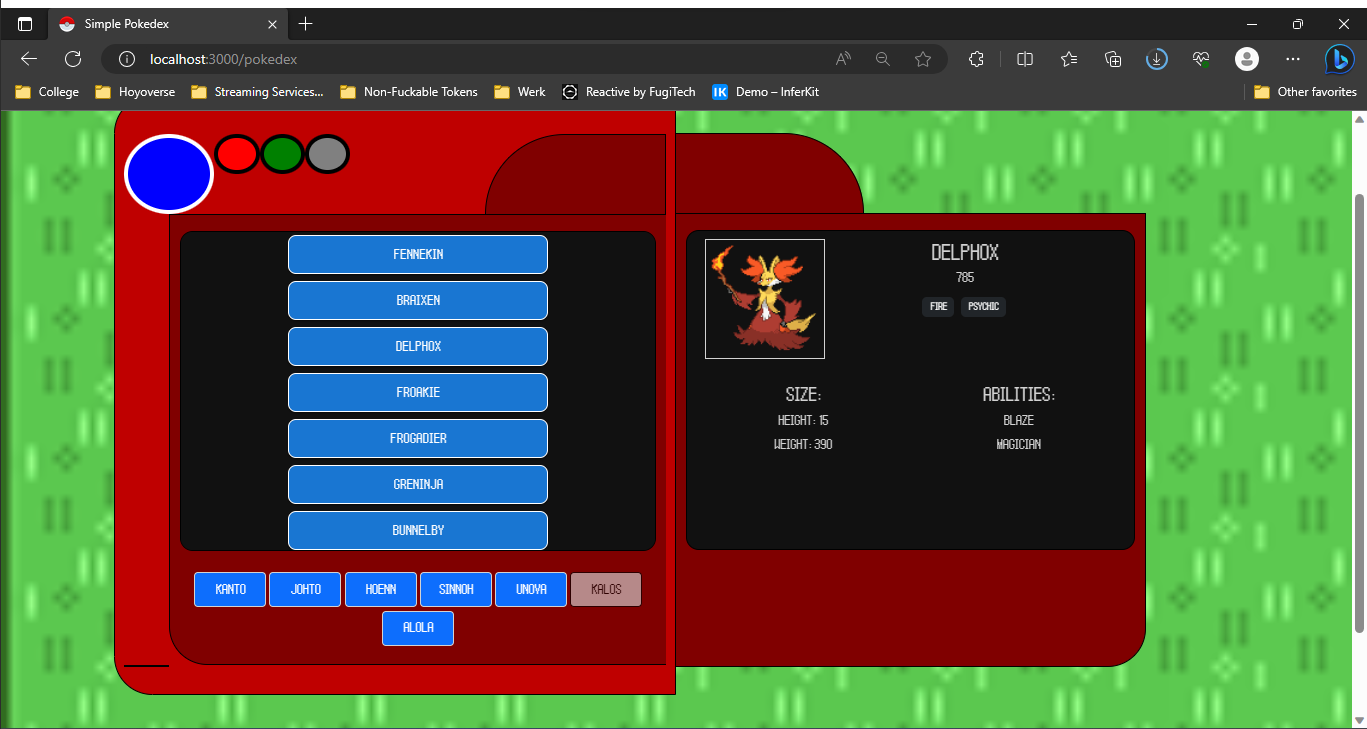 Simple Pokedex
localhost:3000/pokedex
College
Hoyoverse
Streaming Services...
Non-Fuckable Tokens
Werk
Reactive by FugiTech
IK
Demo – InferKit
Other favorites
FENNEKIN
BRAIXEN
DELPHOX
FROAKIE
FROGADIER
GRENINJA
BUNNELBY
KANTO
JOHTO
HOENN
SINNOH
UNOVA
KALOS
ALOLA
DELPHOX
785
FIRE
PSYCHIC
SIZE:
HEIGHT: 15
WEIGHT: 390
ABILITIES:
BLAZE
MAGICIAN